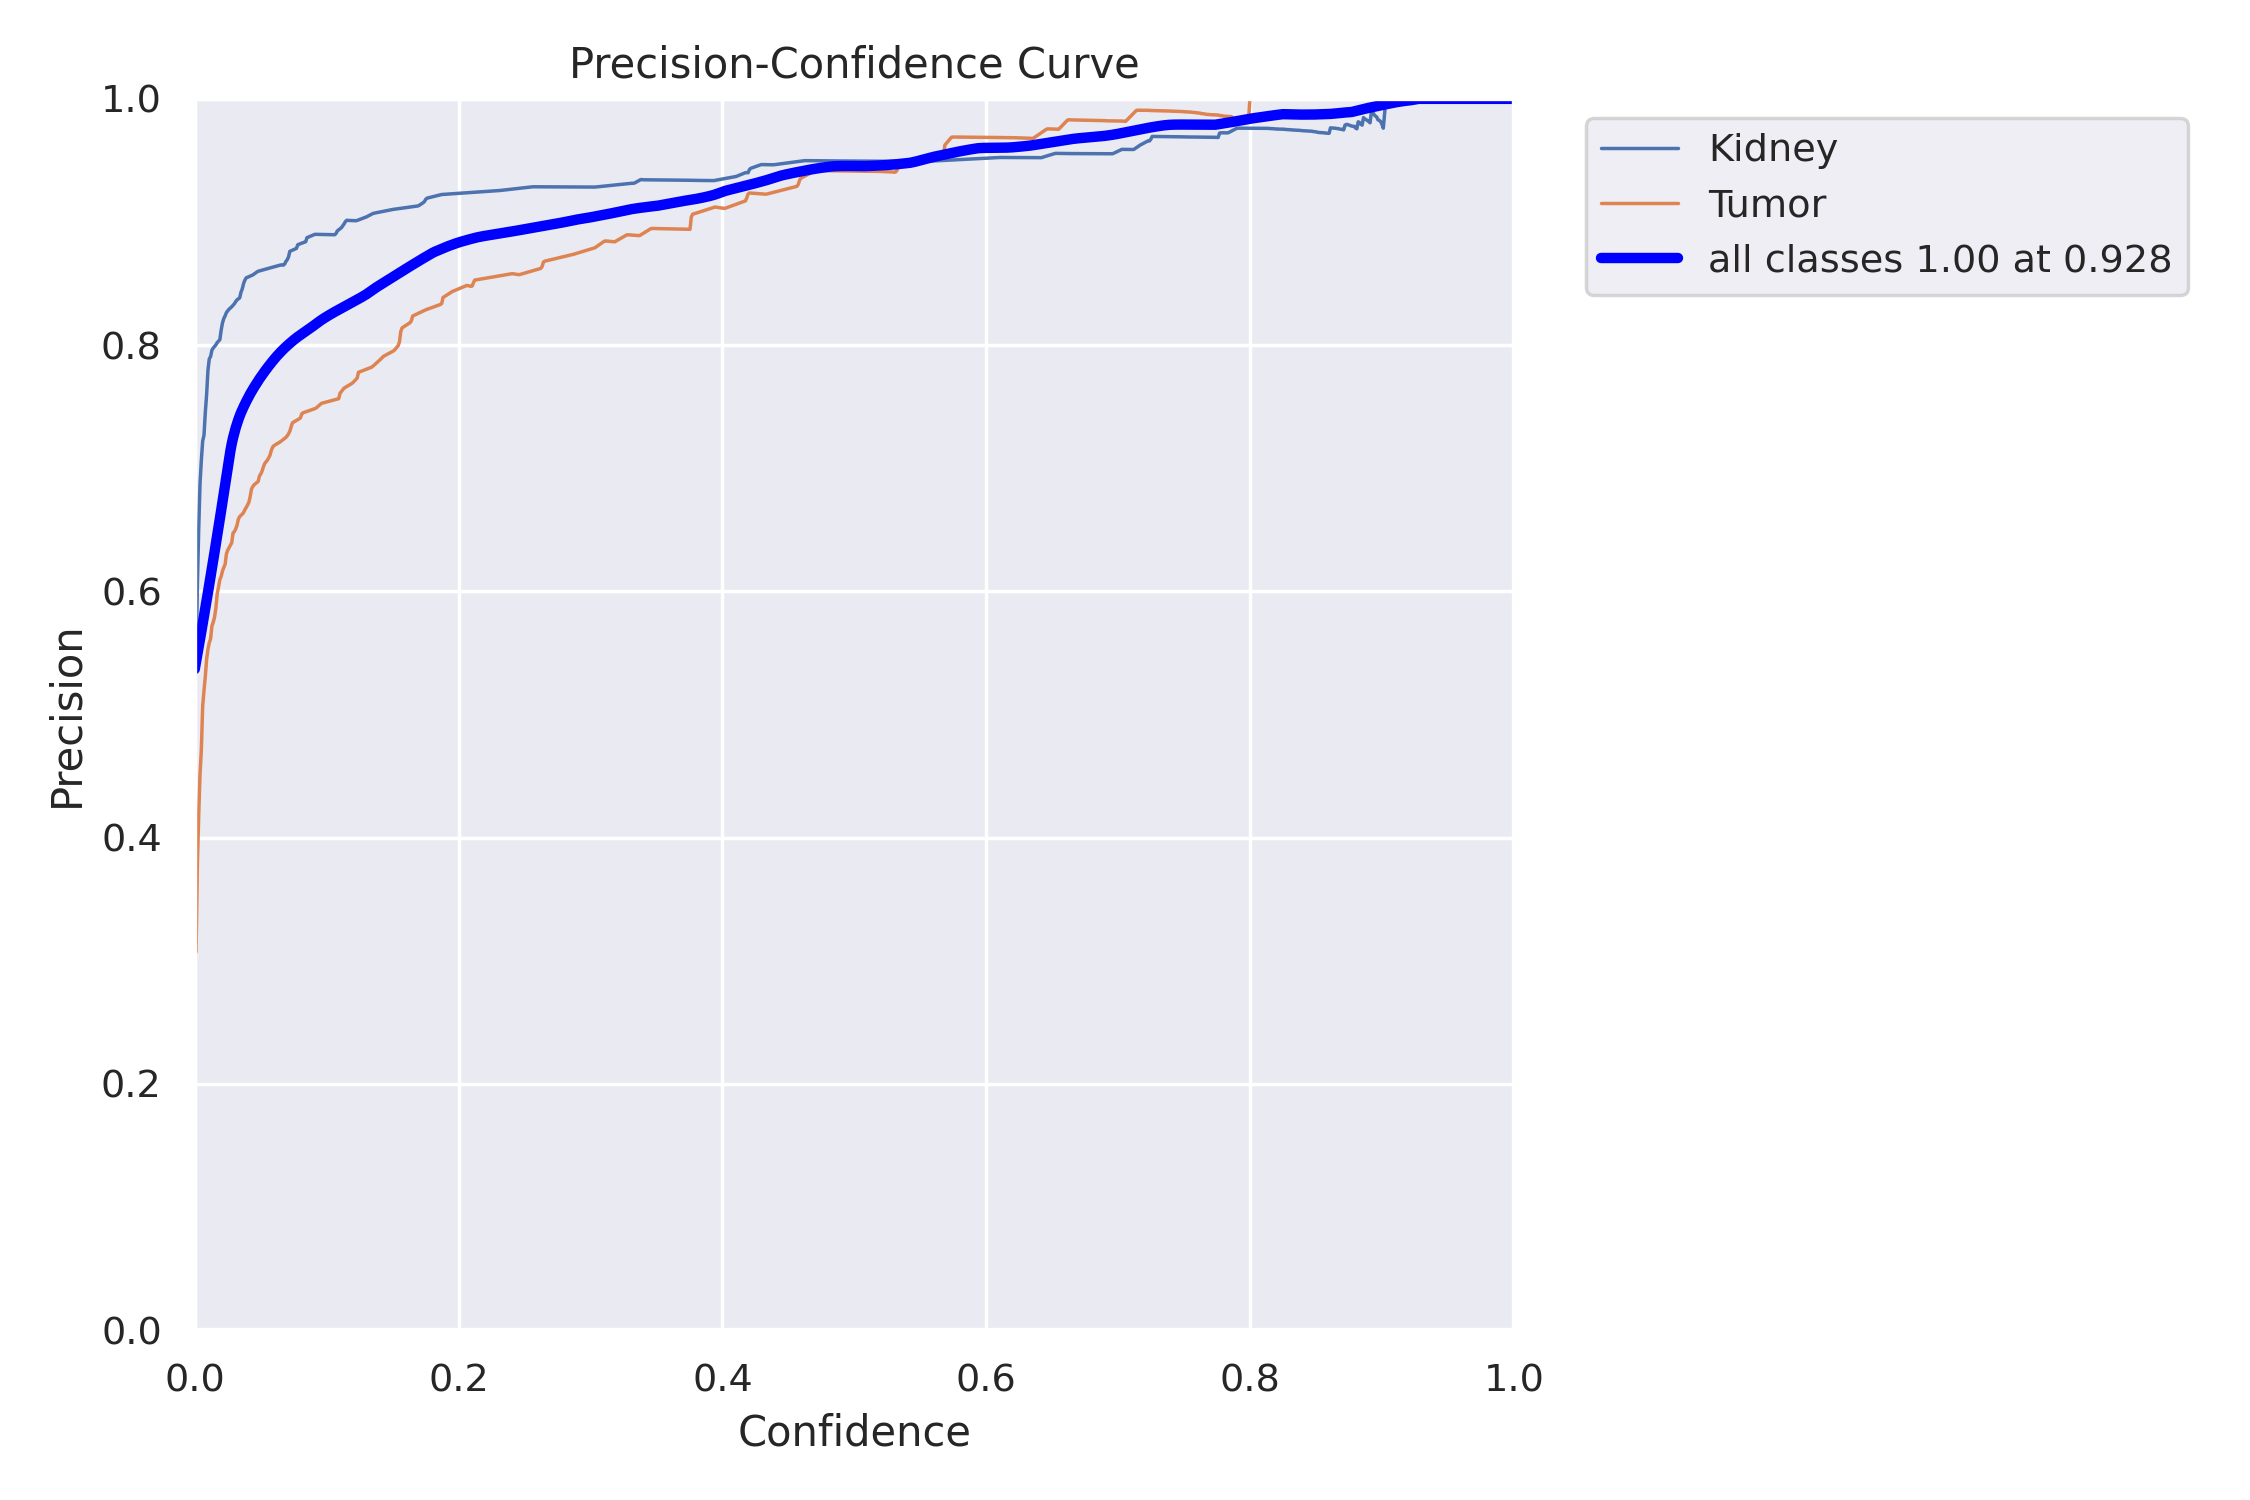 Precision-Confidence Curve
1.0
0.8
0.6
0.4
0.2
0.0
Precision
0.0 0.2 0.4 0.6 0.8 1.0
Confidence
Kidney
Tumor
all classes 1.00 at 0.928